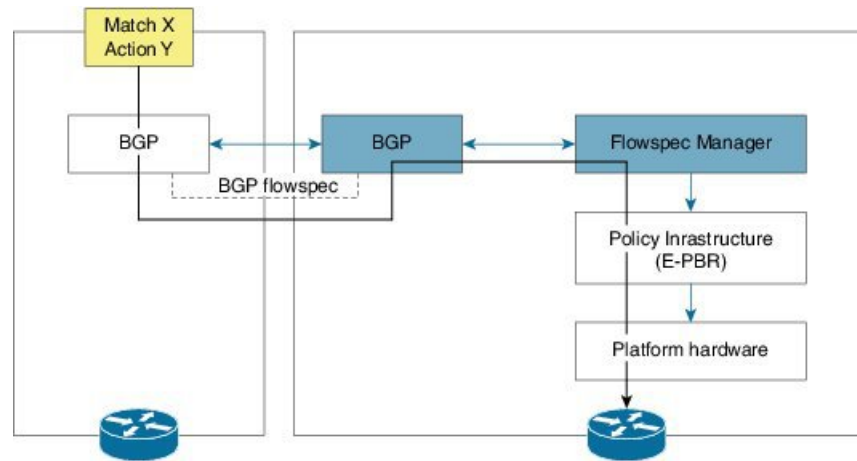 Match X
Action Y
BGP
BGP
Flowspec Manager
BGP flowspec
Policy Inrastructure
(E-PBR)
Platform hardware